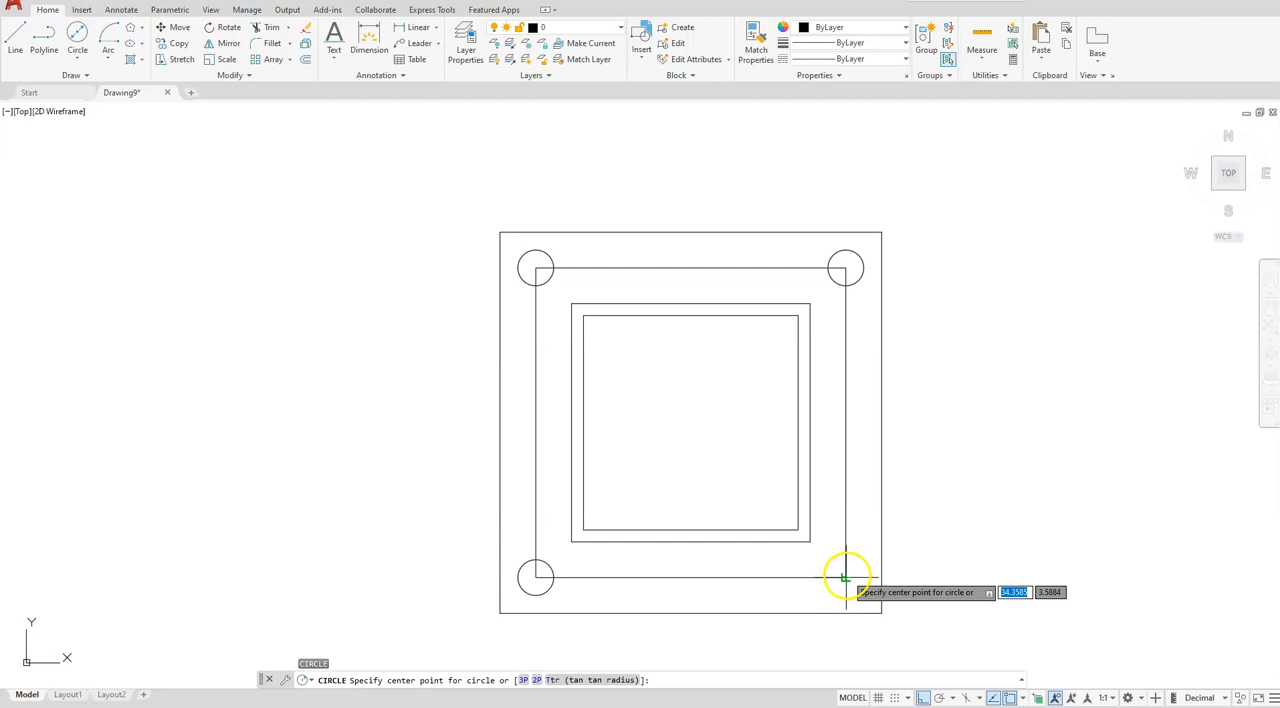 Home Insert Annotate Parametric View Manage Output Add-ins Collaborate Express Tools Featured Apps
Line Polyline Circle Arc
Draw
Move Rotate Trim
Copy Mirror Fillet
Stretch Scale Array
Modify
Text Dimension
Linear
Leader
Table
Annotation
Layer Properties
0
Make Current
Match Layer
Layers
Insert
Create
Edit
Edit Attributes
Block
Match Properties
ByLayer
ByLayer
ByLayer
Properties
Group
Groups
Measure
Utilities
Paste
Clipboard
Base
View
Start Drawing9*
[−][Top][2D Wireframe]
N
W TOP E
S
WCS
Specify center point for circle or 34.3585 3.5884
Y
X
CIRCLE
CIRCLE Specify center point for circle or [3P 2P Ttr (tan tan radius)]:
Model Layout1 Layout2 MODEL 1:1 Decimal